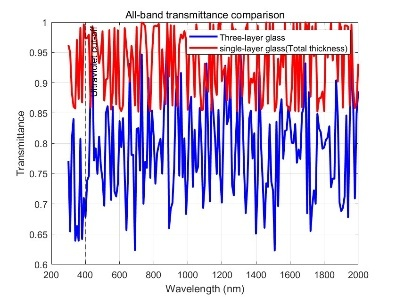 All-band transmittance comparison
Three-layer glass
single-layer glass(Total thickness)
Ultraviolet cutoff
Transmittance
1
0.95
0.9
0.85
0.8
0.75
0.7
0.65
0.6
200 400 600 800 1000 1200 1400 1600 1800 2000
Wavelength (nm)